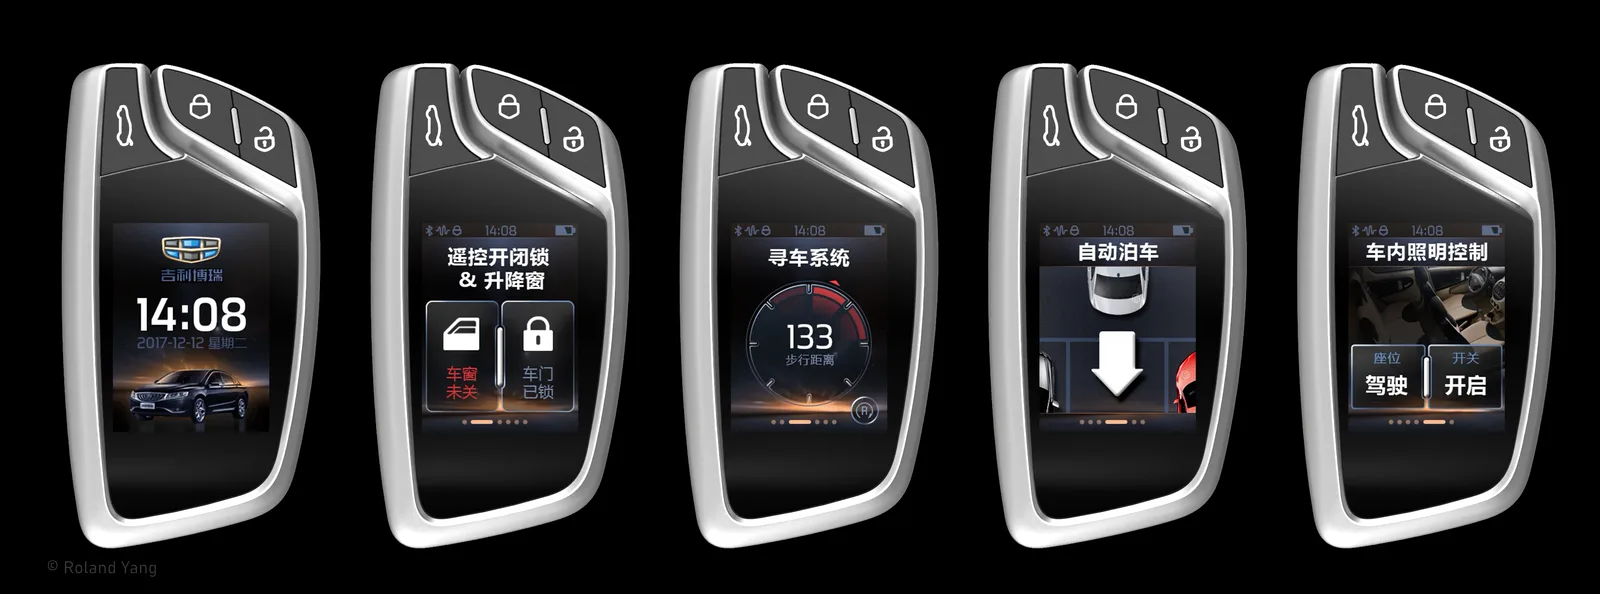 吉利博瑞
14:08
2017-12-12 星期二
14:08
遥控开闭锁
& 升降窗
车窗
未关
车门
已锁
14:08
寻车系统
133
步行距离
R
14:08
自动泊车
14:08
车内照明控制
座位
驾驶
开关
开启
© Roland Yang